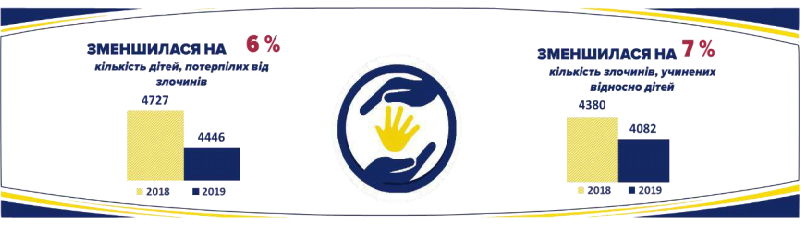 ЗМЕНШИЛАСЯ НА 6 %
кількість дітей, потерпілих від
злочинів
4727
4446
2018 2019
ЗМЕНШИЛАСЯ НА 7 %
кількість злочинів, учинених
відносно дітей
4380
4082
2018 2019